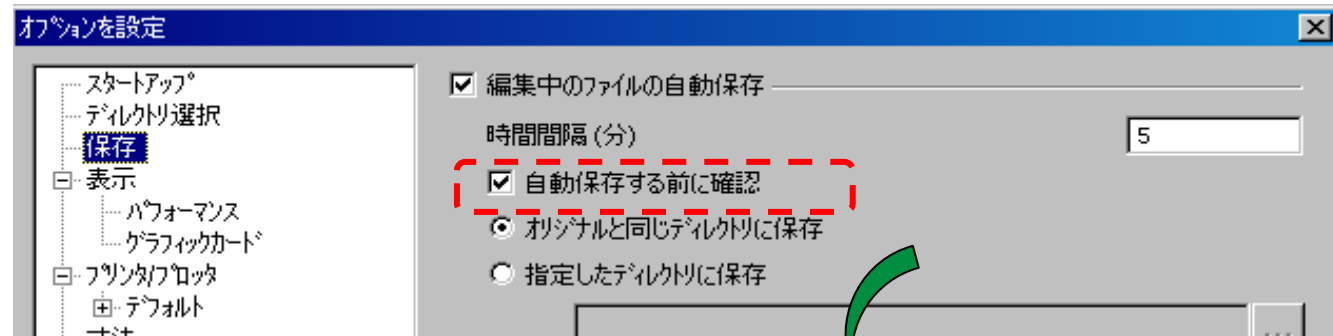 オプションを設定
スタートアップ
ディレクトリ選択
保存
表示
パフォーマンス
グラフィックカード
プリンタ/プロッタ
デフォルト
寸法
編集中のファイルの自動保存
時間間隔 (分)
5
自動保存する前に確認
オリジナルと同じディレクトリに保存
指定したディレクトリに保存
...